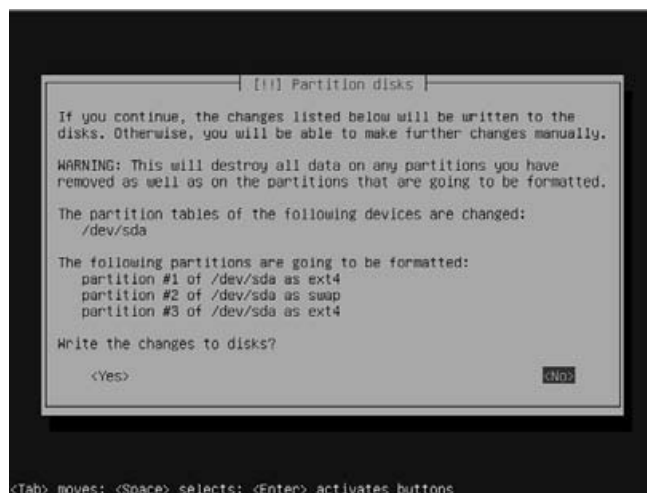 [!!] Partition disks
If you continue, the changes listed below will be written to the
disks. Otherwise, you will be able to make further changes manually.
WARNING: This will destroy all data on any partitions you have
removed as well as on the partitions that are going to be formatted.
The partition tables of the following devices are changed:
/dev/sda
The following partitions are going to be formatted:
partition #1 of /dev/sda as ext4
partition #2 of /dev/sda as swap
partition #3 of /dev/sda as ext4
Write the changes to disks?
<Yes> <No>
<Tab> moves; <Space> selects; <Enter> activates buttons